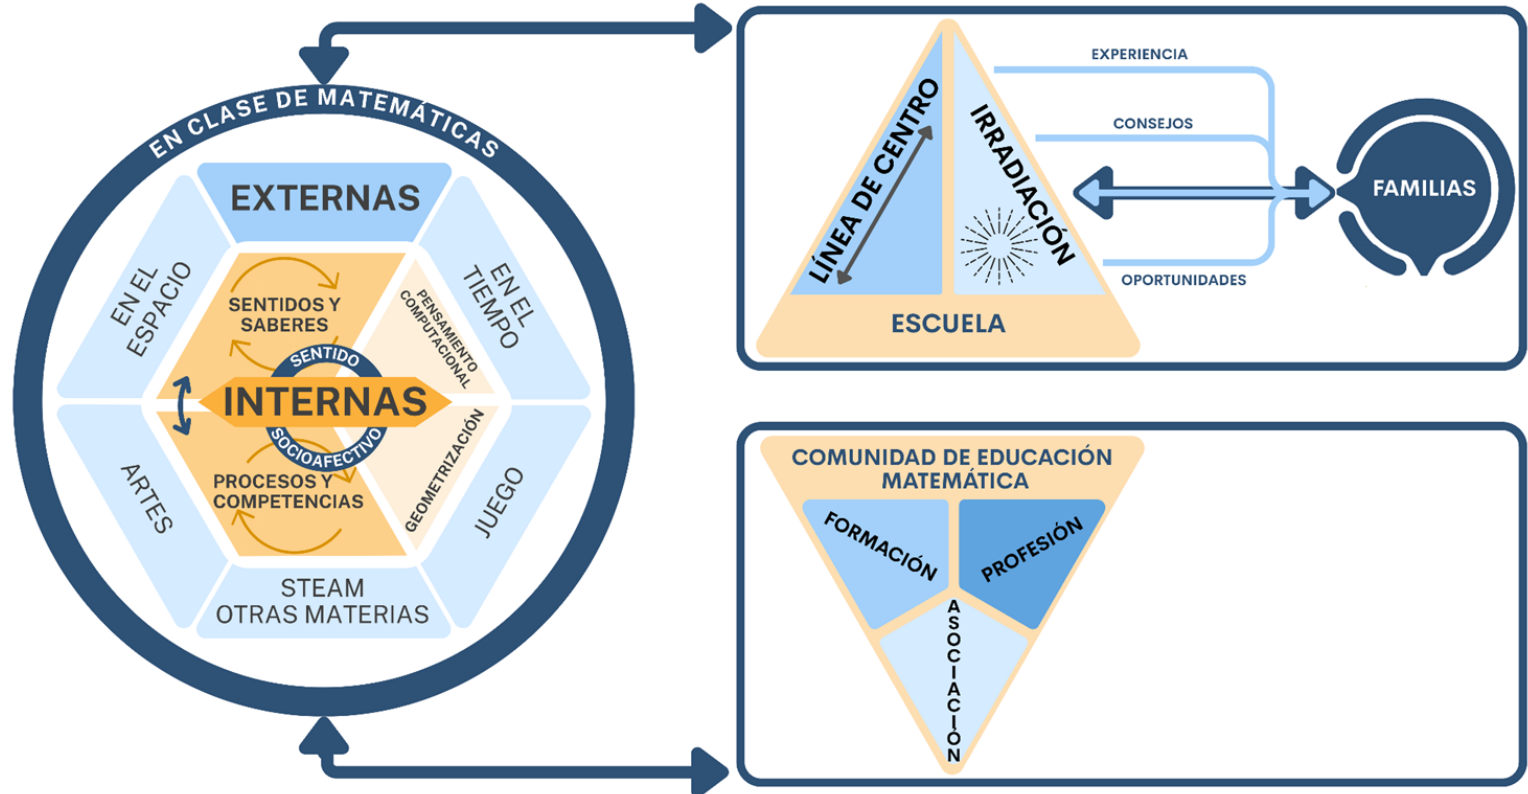 EN CLASE DE MATEMÁTICAS
EXTERNAS
EN EL
ESPACIO
EN EL
TIEMPO
SENTIDOS Y
SABERES
PENSAMIENTO
COMPUTACIONAL
SENTIDO
INTERNAS
SOCIOAFECTIVO
PROCESOS Y
COMPETENCIAS
GEOMETRIZACIÓN
ARTES
JUEGO
STEAM
OTRAS MATERIAS
LÍNEA DE CENTRO
IRRADIACIÓN
ESCUELA
EXPERIENCIA
CONSEJOS
OPORTUNIDADES
FAMILIAS
COMUNIDAD DE EDUCACIÓN
MATEMÁTICA
FORMACIÓN
PROFESIÓN
ASOCIACIÓN